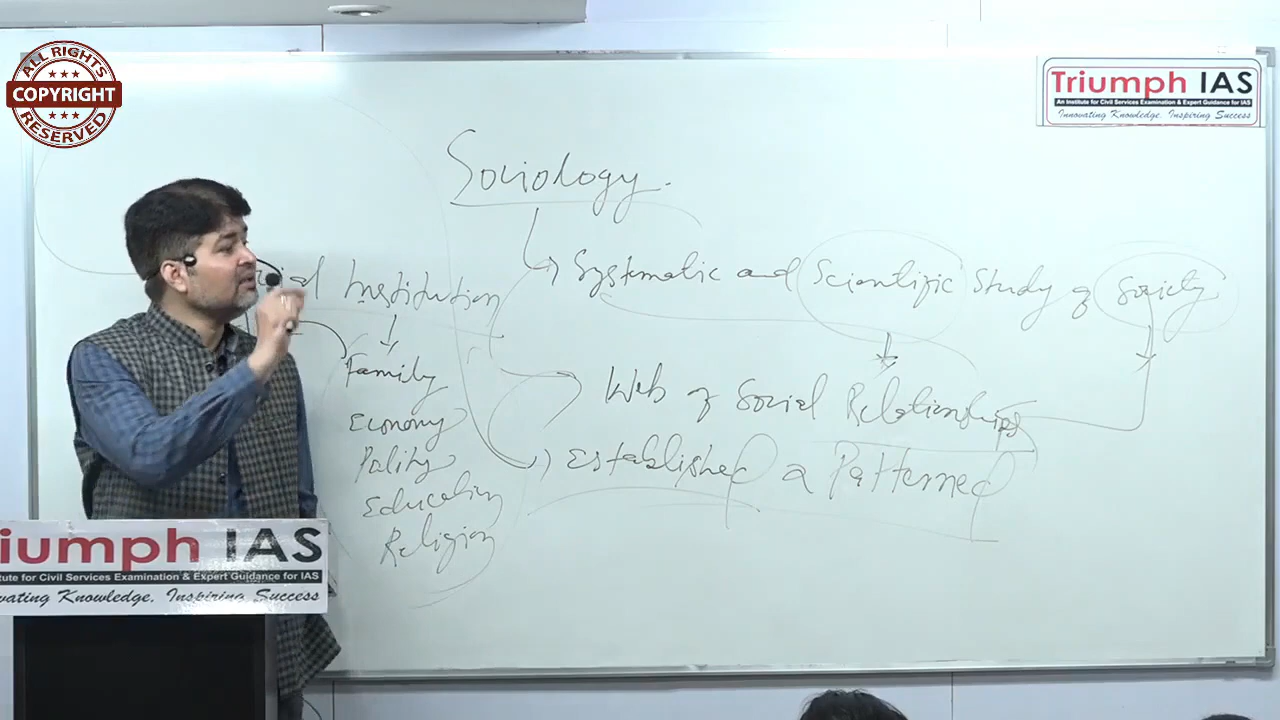 ALL RIGHTS
COPYRIGHT
RESERVED
Triumph IAS
An Institute for Civil Services Examination & Expert Guidance for IAS
Innovating Knowledge, Inspiring Success
Sociology
Systematic and Scientific Study of Society
Web of Social Relationships
Established a Patterned
cial Institution
Family
Economy
Polity
Education
Religion
iumph IAS
tute for Civil Services Examination & Expert Guidance for IAS
vating Knowledge, Inspiring Success